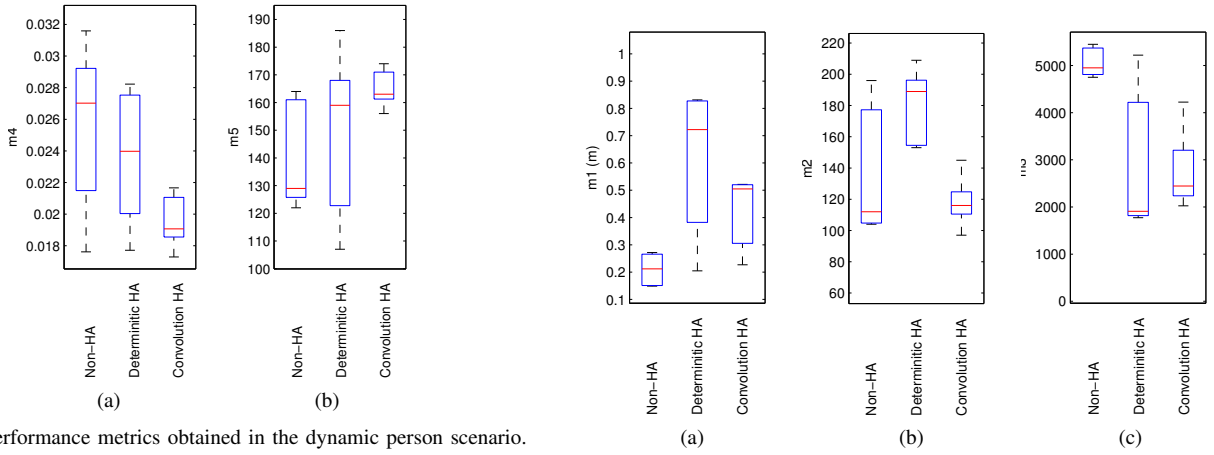 0.032
0.03
0.028
0.026
0.024
0.022
0.02
0.018
m4
Non−HA
Determinitic HA
Convolution HA
(a)
190
180
170
160
150
140
130
120
110
100
m5
Non−HA
Determinitic HA
Convolution HA
(b)
erformance metrics obtained in the dynamic person scenario.
1
0.9
0.8
0.7
0.6
0.5
0.4
0.3
0.2
0.1
m1 (m)
Non−HA
Determinitic HA
Convolution HA
(a)
220
200
180
160
140
120
100
80
60
m2
Non−HA
Determinitic HA
Convolution HA
(b)
5000
4000
3000
2000
1000
0
Non−HA
Determinitic HA
Convolution HA
(c)